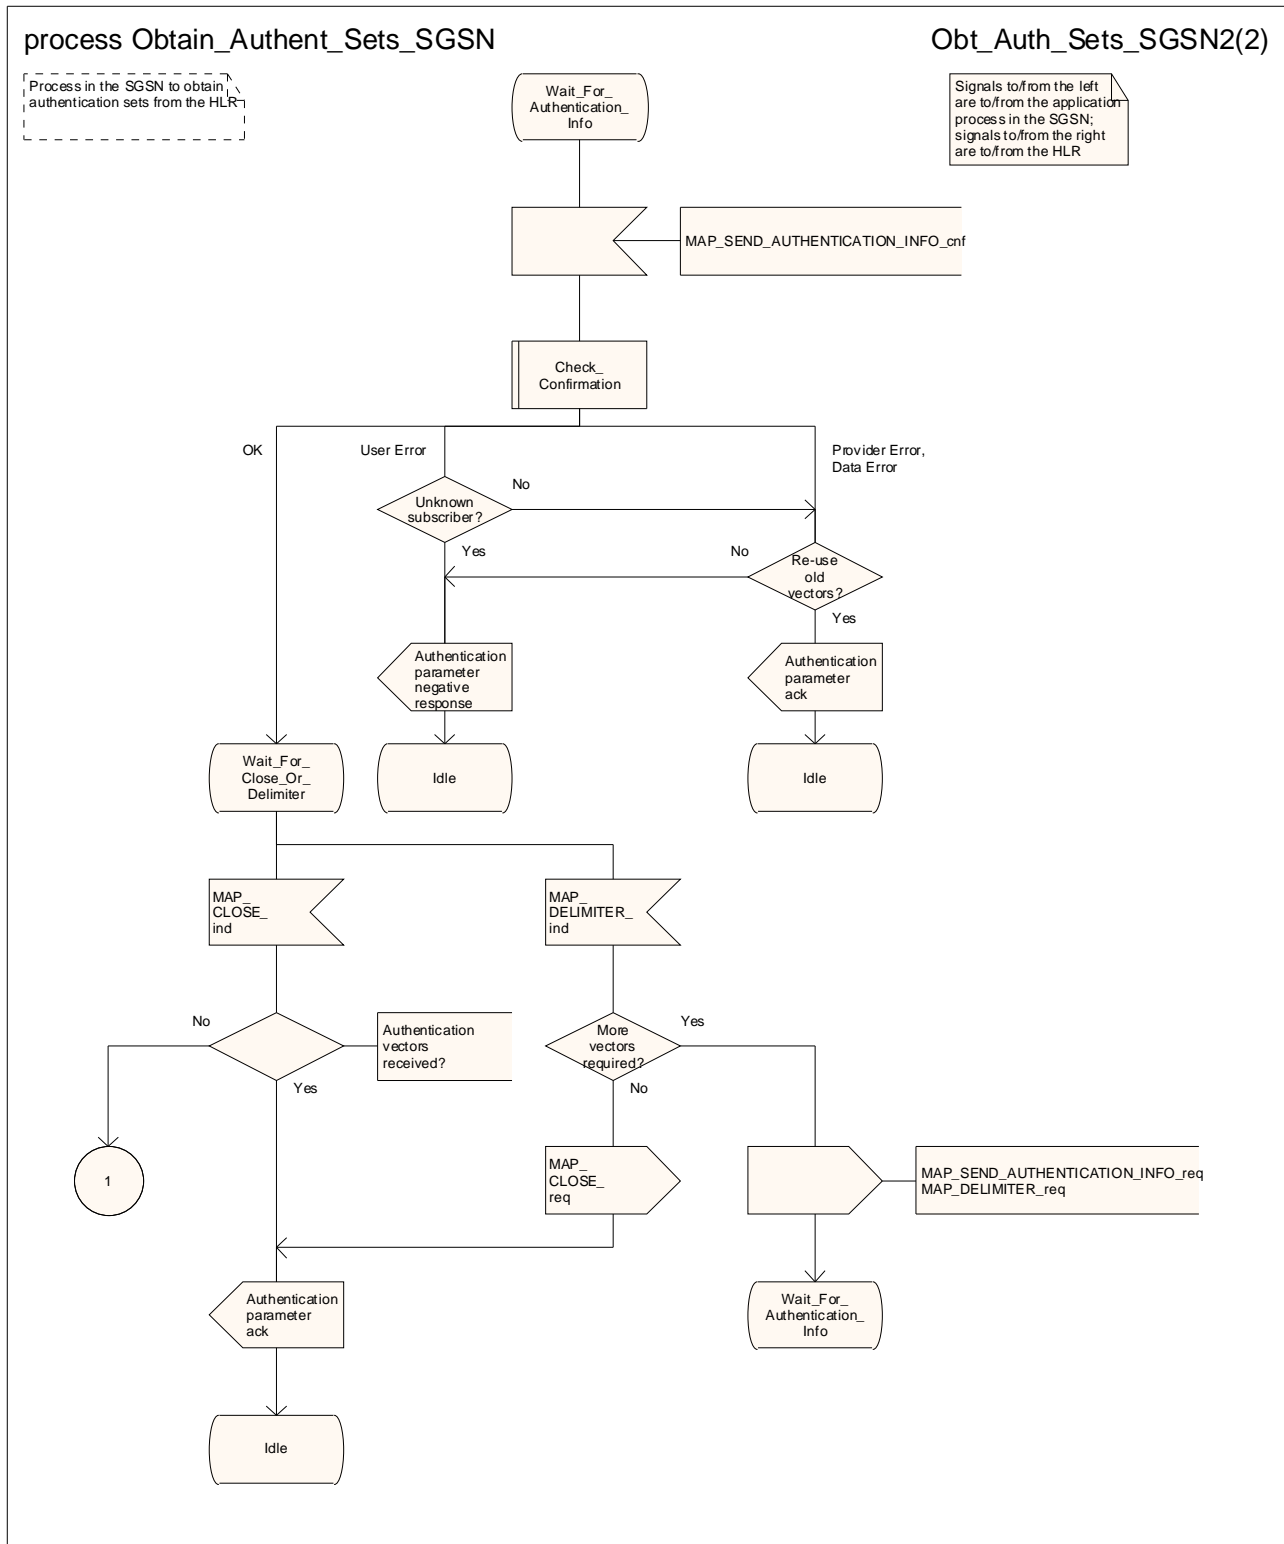 process Obtain_Authent_Sets_SGSN
Obt_Auth_Sets_SGSN2(2)
Process in the SGSN to obtain
authentication sets from the HLR
Wait_For_
Authentication_
Info
Signals to/from the left
are to/from the application
process in the SGSN;
signals to/from the right
are to/from the HLR
MAP_SEND_AUTHENTICATION_INFO_cnf
Check_
Confirmation
OK
User Error
Provider Error,
Data Error
Unknown
subscriber?
No
Yes
No
Re-use
old
vectors?
Yes
Authentication
parameter
negative
response
Authentication
parameter
ack
Wait_For_
Close_Or_
Delimiter
Idle
Idle
MAP_
CLOSE_
ind
MAP_
DELIMITER_
ind
No
Authentication
vectors
received?
Yes
More
vectors
required?
Yes
No
1
MAP_
CLOSE_
req
MAP_SEND_AUTHENTICATION_INFO_req
MAP_DELIMITER_req
Authentication
parameter
ack
Wait_For_
Authentication_
Info
Idle